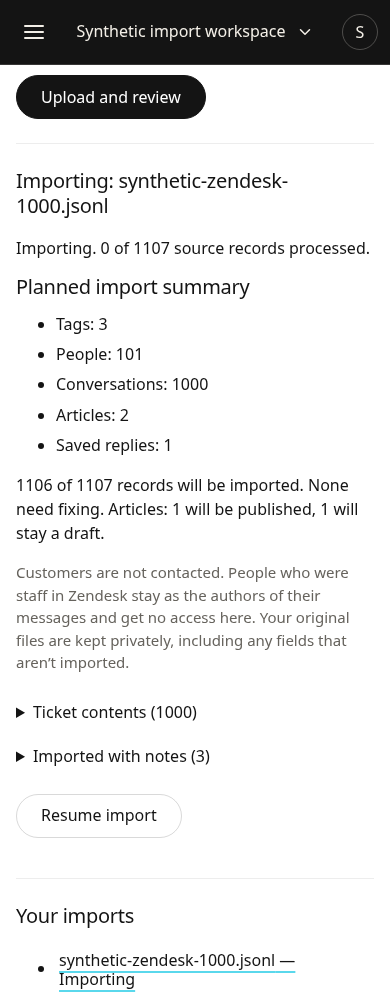 Synthetic import workspace
S
Upload and review
Importing: synthetic-zendesk-
1000.jsonl
Importing. 0 of 1107 source records processed.
Planned import summary
Tags: 3
People: 101
Conversations: 1000
Articles: 2
Saved replies: 1
1106 of 1107 records will be imported. None
need fixing. Articles: 1 will be published, 1 will
stay a draft.
Customers are not contacted. People who were
staff in Zendesk stay as the authors of their
messages and get no access here. Your original
files are kept privately, including any fields that
aren’t imported.
Ticket contents (1000)
Imported with notes (3)
Resume import
Your imports
synthetic-zendesk-1000.jsonl —
Importing